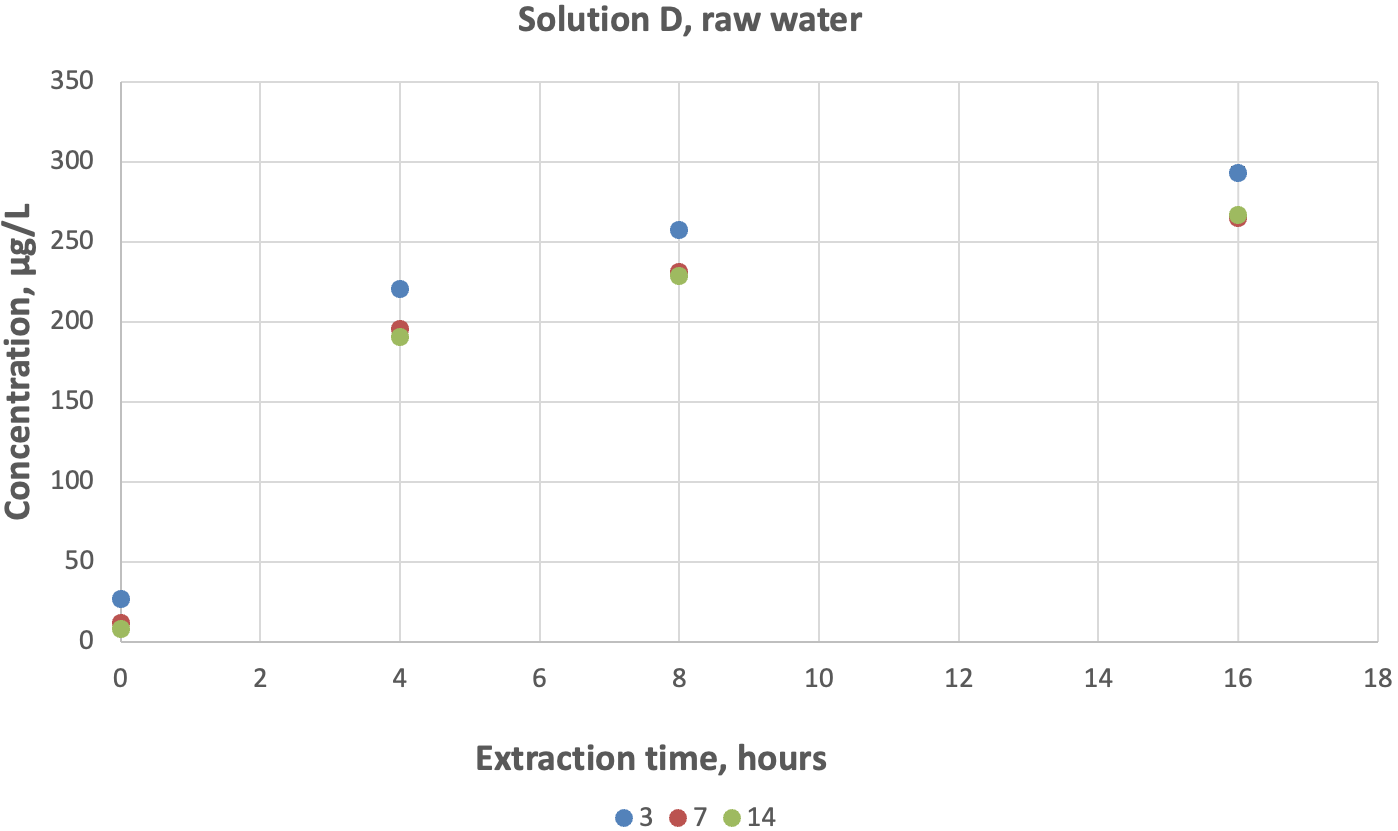 Solution D, raw water
350
300
250
200
150
100
50
0
Concentration, µg/L
0 2 4 6 8 10 12 14 16 18
Extraction time, hours
3 7 14